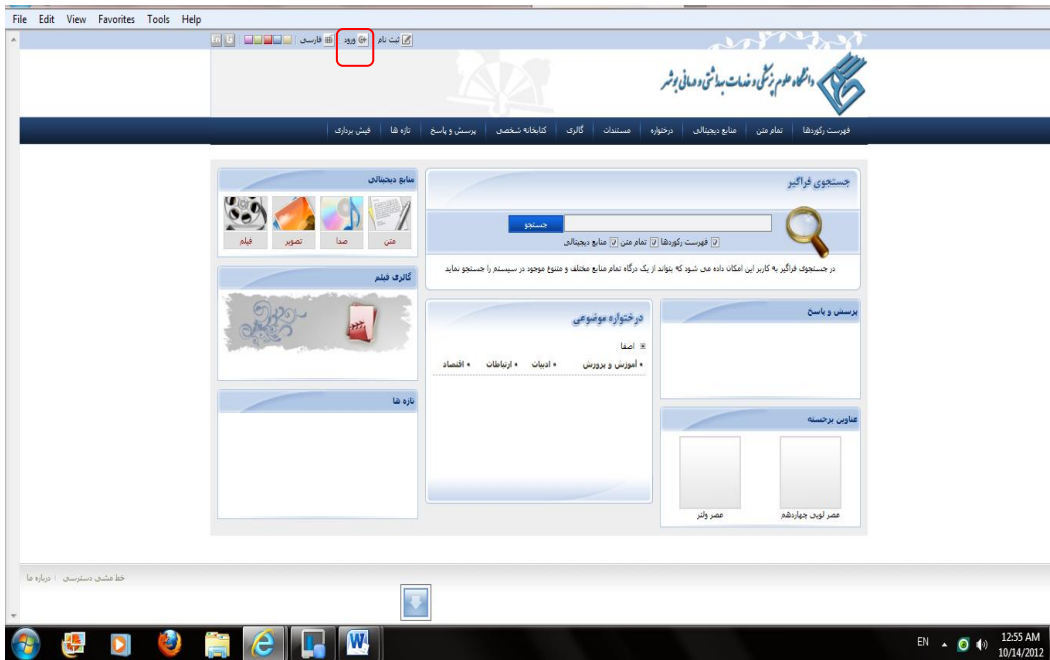 File Edit View Favorites Tools Help
ثبت نام ورود فارسی
دانشگاه علوم پزشکی و خدمات بهداشتی و درمانی بوشهر
فهرست رکوردها تمام متن منابع دیجیتالی درختواره مستندات گالری کتابخانه شخصی پرسش و پاسخ تازه ها فیش برداری
جستجوی فراگیر
جستجو
فهرست رکوردها تمام متن منابع دیجیتالی
در جستجوی فراگیر به کاربر این امکان داده می شود که بتواند از یک درگاه تمام منابع مختلف و متنوع موجود در سیستم را جستجو نماید
منابع دیجیتالی
متن صدا تصویر فیلم
گالری فیلم
تازه ها
درختواره موضوعی
اصفا
• آموزش و پرورش • ادبیات • ارتباطات • اقتصاد
پرسش و پاسخ
عناوین برجسته
عصر لویی چهاردهم عصر ولتر
خط مشی دسترسی | درباره ما
EN 12:55 AM
10/14/2012